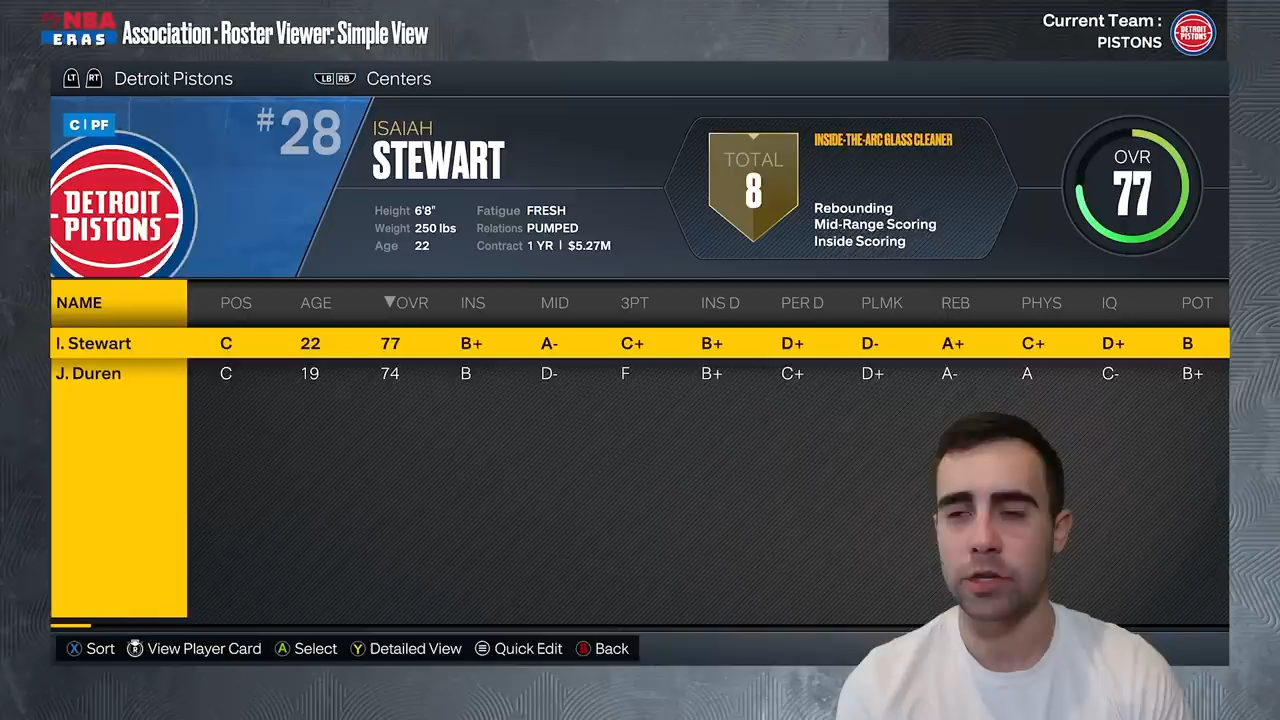 NBA
ERAS
Association : Roster Viewer: Simple View
Current Team :
PISTONS
DETROIT
PISTONS
LT RT Detroit Pistons
LB RB Centers
C | PF
#28
DETROIT
PISTONS
ISAIAH
STEWART
Height 6'8"
Weight 250 lbs
Age 22
Fatigue FRESH
Relations PUMPED
Contract 1 YR | $5.27M
TOTAL
8
INSIDE-THE-ARC GLASS CLEANER
Rebounding
Mid-Range Scoring
Inside Scoring
OVR
77
NAME POS AGE ▼OVR INS MID 3PT INS D PER D PLMK REB PHYS IQ POT
I. Stewart C 22 77 B+ A- C+ B+ D+ D- A+ C+ D+ B
J. Duren C 19 74 B D- F B+ C+ D+ A- A C- B+
X Sort R View Player Card A Select Y Detailed View Quick Edit B Back